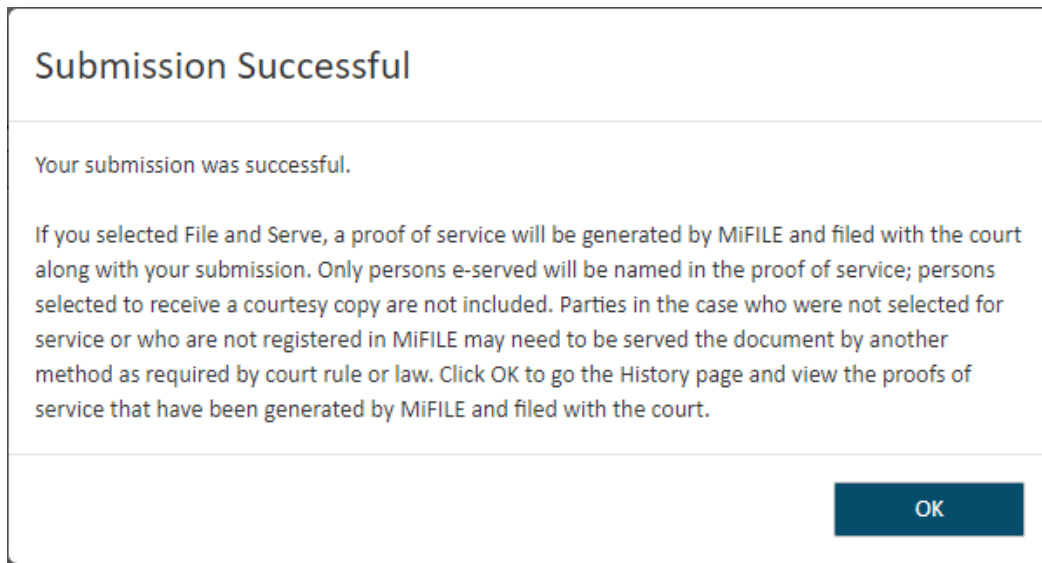 Submission Successful
Your submission was successful.
If you selected File and Serve, a proof of service will be generated by MiFILE and filed with the court
along with your submission. Only persons e-served will be named in the proof of service; persons
selected to receive a courtesy copy are not included. Parties in the case who were not selected for
service or who are not registered in MiFILE may need to be served the document by another
method as required by court rule or law. Click OK to go the History page and view the proofs of
service that have been generated by MiFILE and filed with the court.
OK